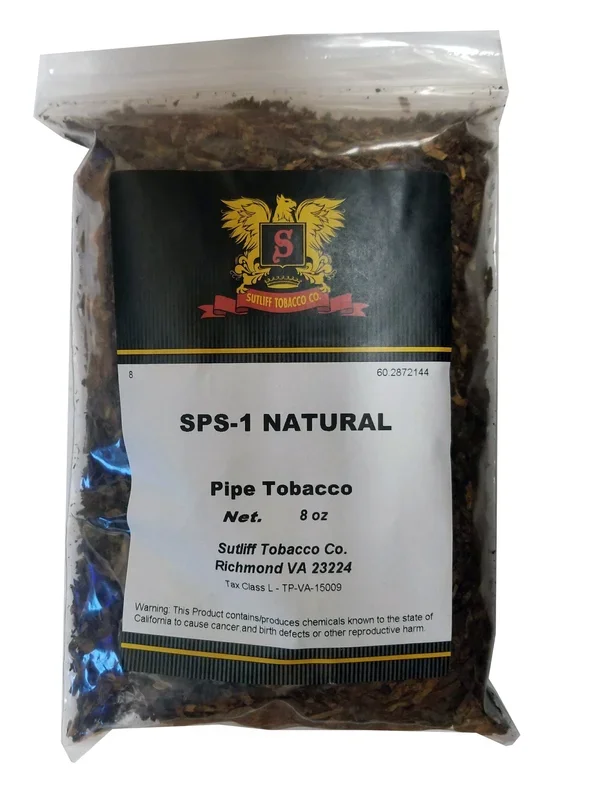 S
SUTLIFF TOBACCO CO.
8 60.2872144
SPS-1 NATURAL
Pipe Tobacco
Net. 8 oz
Sutliff Tobacco Co.
Richmond VA 23224
Tax Class L - TP-VA-15009
Warning: This Product contains/produces chemicals known to the state of
California to cause cancer,and birth defects or other reproductive harm.